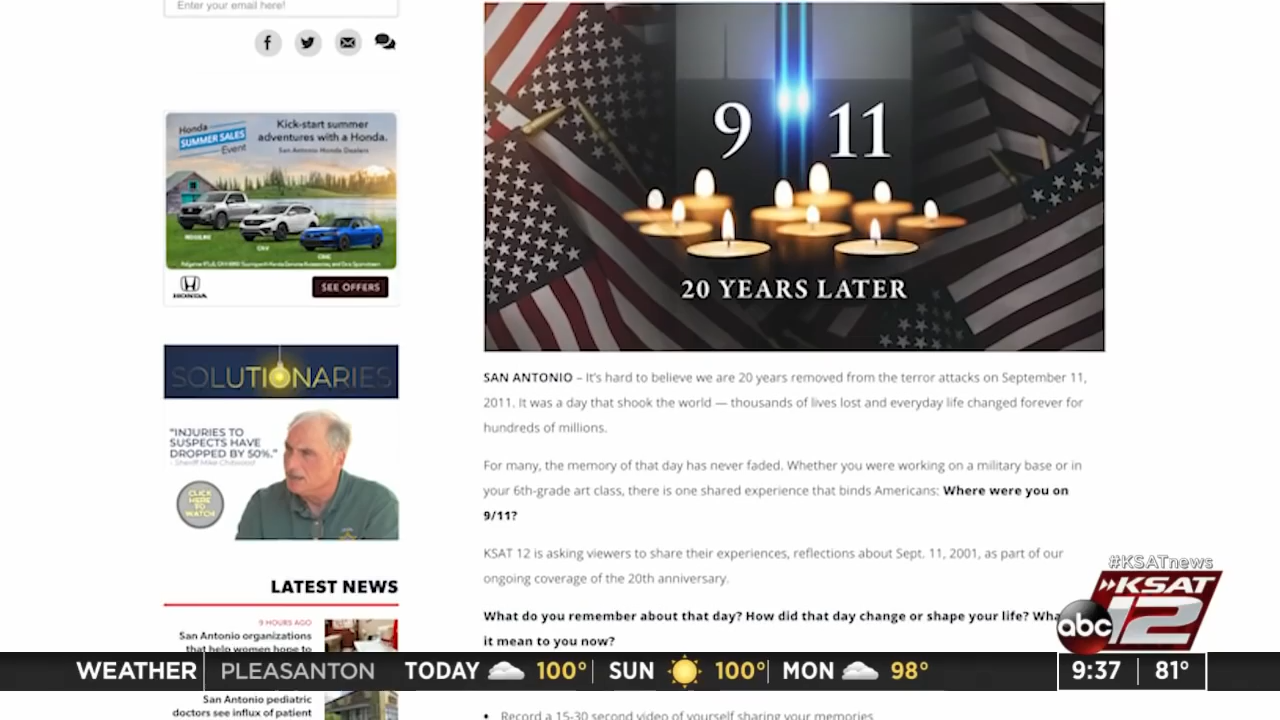 Enter your email here!
Honda
SUMMER SALES
Event
Kick-start summer
adventures with a Honda.
San Antonio Honda Dealers
RIDGELINE
CR-V
CIVIC
HONDA
SEE OFFERS
SOLUTIONARIES
"INJURIES TO
SUSPECTS HAVE
DROPPED BY 50%."
- Sheriff Mike Chitwood
CLICK
HERE
TO
WATCH
LATEST NEWS
9 HOURS AGO
San Antonio organizations
that help women hope to
San Antonio pediatric
doctors see influx of patient
9 11
20 YEARS LATER
SAN ANTONIO – It's hard to believe we are 20 years removed from the terror attacks on September 11,
2011. It was a day that shook the world — thousands of lives lost and everyday life changed forever for
hundreds of millions.
For many, the memory of that day has never faded. Whether you were working on a military base or in
your 6th-grade art class, there is one shared experience that binds Americans: Where were you on
9/11?
KSAT 12 is asking viewers to share their experiences, reflections about Sept. 11, 2001, as part of our
ongoing coverage of the 20th anniversary.
What do you remember about that day? How did that day change or shape your life? Wha
it mean to you now?
• Record a 15-30 second video of yourself sharing your memories
#KSATnews
KSAT
abc 12
WEATHER PLEASANTON TODAY 100° SUN 100° MON 98° 9:37 81°